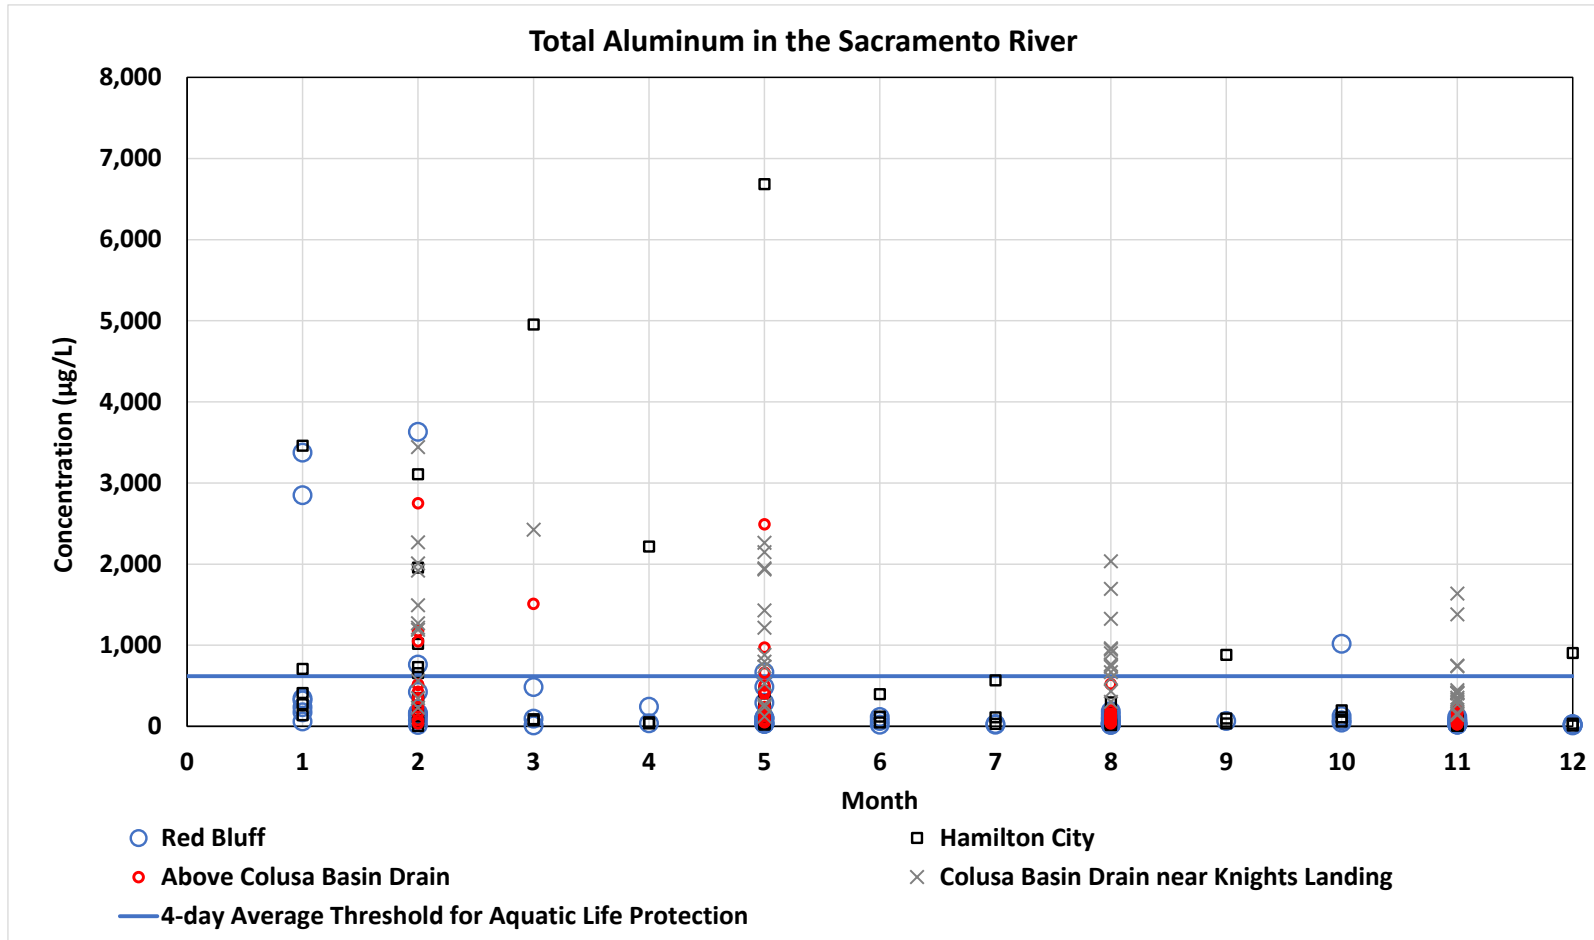 Total Aluminum in the Sacramento River
8,000
7,000
6,000
5,000
4,000
3,000
2,000
1,000
0
Concentration (µg/L)
0 1 2 3 4 5 6 7 8 9 10 11 12
Month
Red Bluff
Hamilton City
Above Colusa Basin Drain
Colusa Basin Drain near Knights Landing
4-day Average Threshold for Aquatic Life Protection